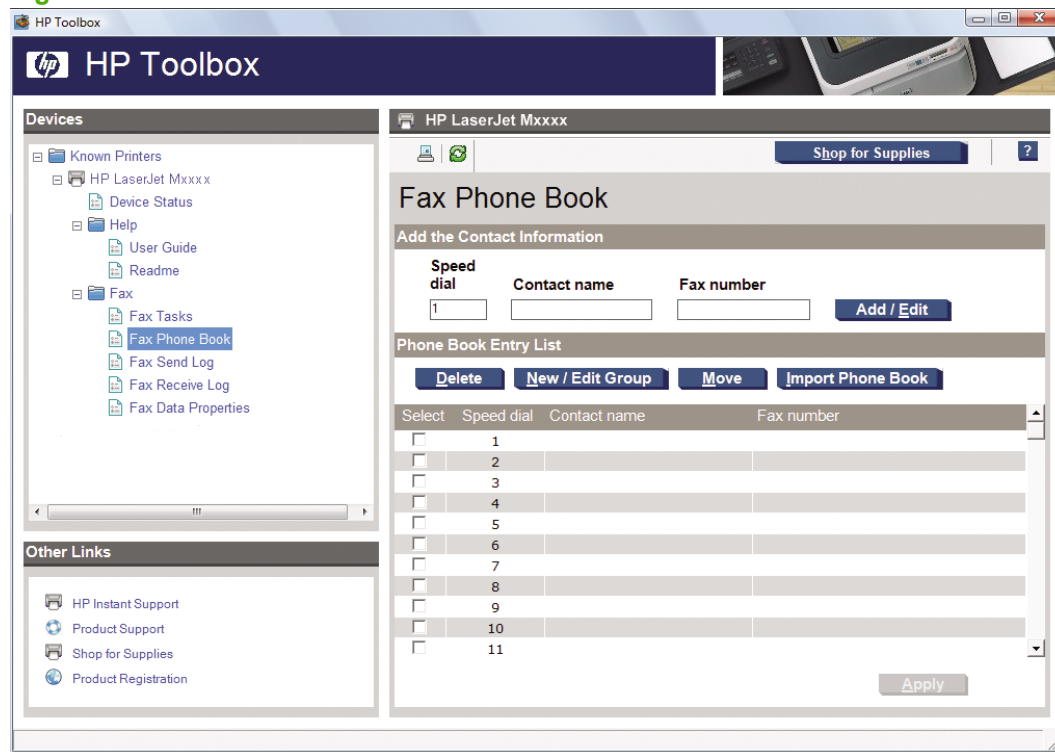 HP Toolbox
hp HP Toolbox
Devices
Known Printers
HP LaserJet Mxxxx
Device Status
Help
User Guide
Readme
Fax
Fax Tasks
Fax Phone Book
Fax Send Log
Fax Receive Log
Fax Data Properties
Other Links
HP Instant Support
Product Support
Shop for Supplies
Product Registration
HP LaserJet Mxxxx
Shop for Supplies ?
Fax Phone Book
Add the Contact Information
Speed
dial Contact name Fax number
1 Add / Edit
Phone Book Entry List
Delete New / Edit Group Move Import Phone Book
Select Speed dial Contact name Fax number
1
2
3
4
5
6
7
8
9
10
11
Apply